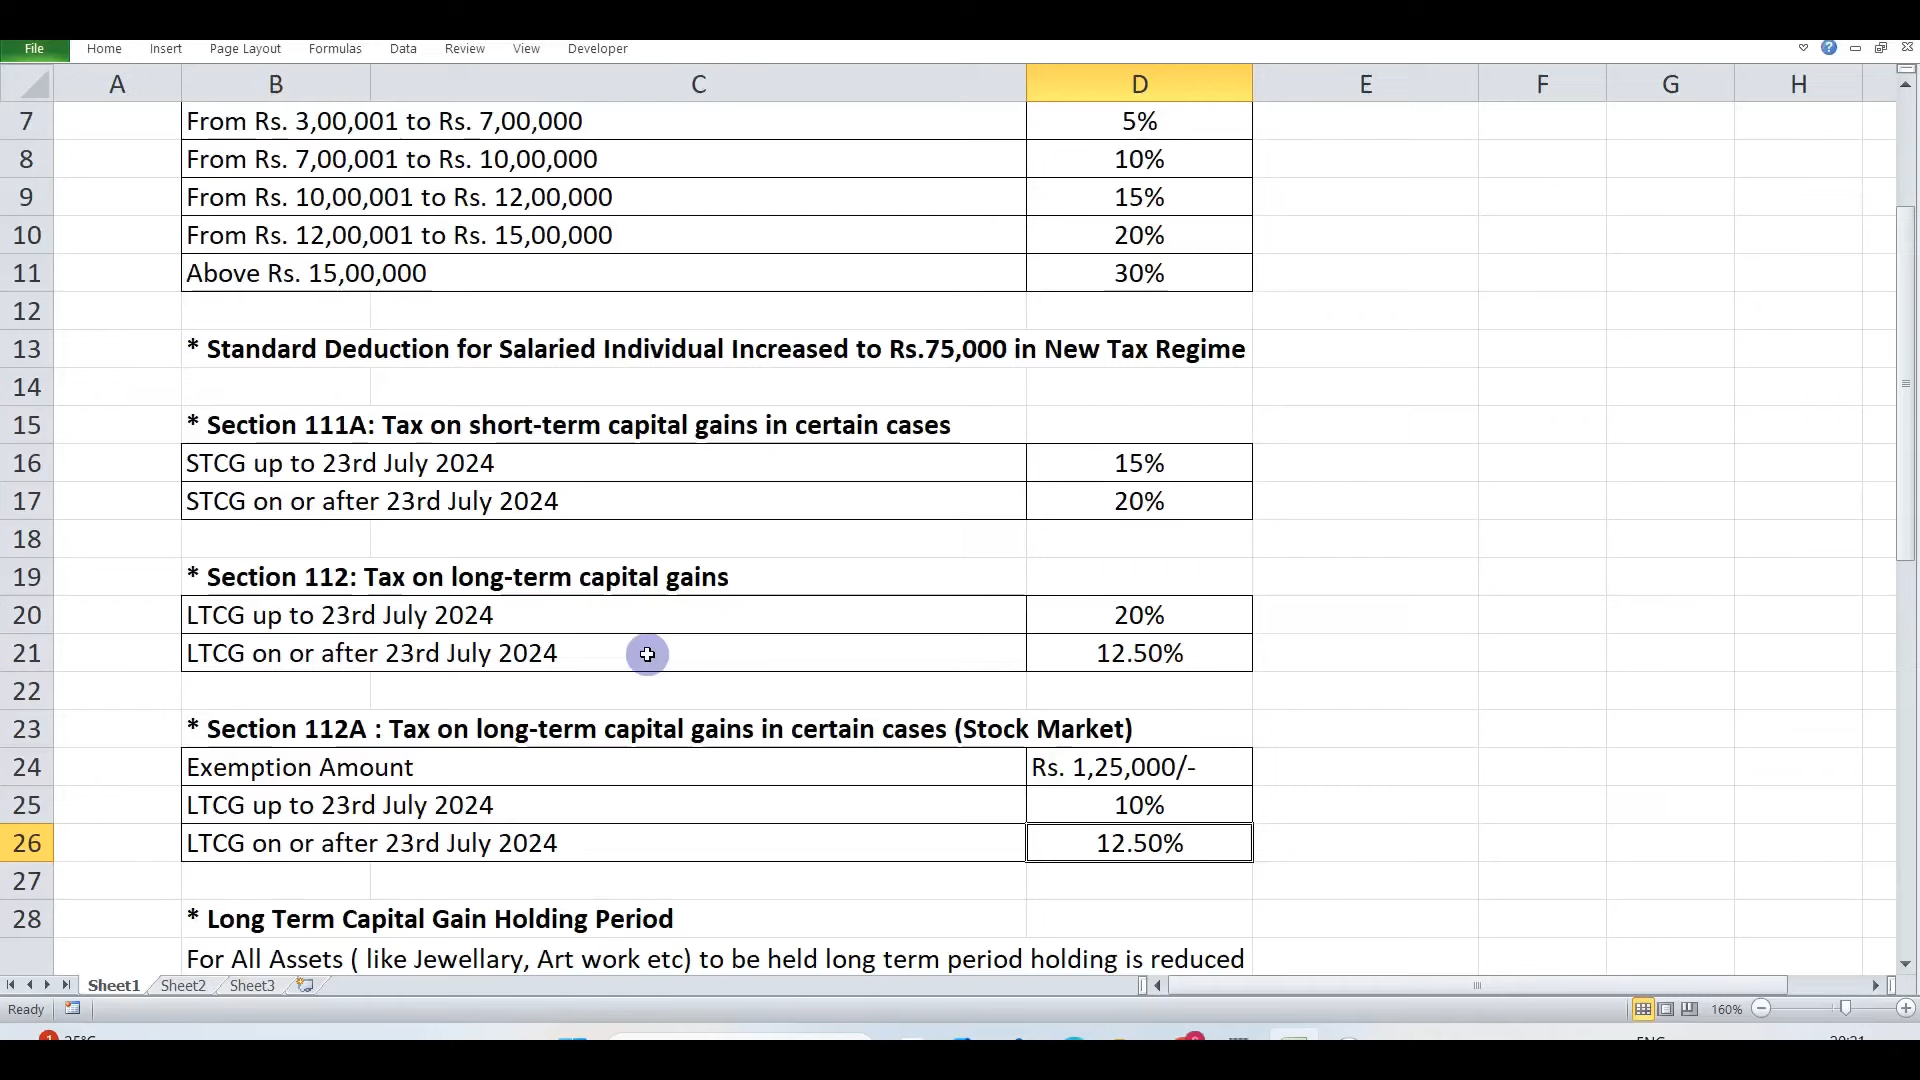 File Home Insert Page Layout Formulas Data Review View Developer
A B C D E F G H
7 From Rs. 3,00,001 to Rs. 7,00,000 5%
8 From Rs. 7,00,001 to Rs. 10,00,000 10%
9 From Rs. 10,00,001 to Rs. 12,00,000 15%
10 From Rs. 12,00,001 to Rs. 15,00,000 20%
11 Above Rs. 15,00,000 30%
12
13 * Standard Deduction for Salaried Individual Increased to Rs.75,000 in New Tax Regime
14
15 * Section 111A: Tax on short-term capital gains in certain cases
16 STCG up to 23rd July 2024 15%
17 STCG on or after 23rd July 2024 20%
18
19 * Section 112: Tax on long-term capital gains
20 LTCG up to 23rd July 2024 20%
21 LTCG on or after 23rd July 2024 12.50%
22
23 * Section 112A : Tax on long-term capital gains in certain cases (Stock Market)
24 Exemption Amount Rs. 1,25,000/-
25 LTCG up to 23rd July 2024 10%
26 LTCG on or after 23rd July 2024 12.50%
27
28 * Long Term Capital Gain Holding Period
For All Assets ( like Jewellary, Art work etc) to be held long term period holding is reduced
Sheet1 Sheet2 Sheet3
Ready 160%